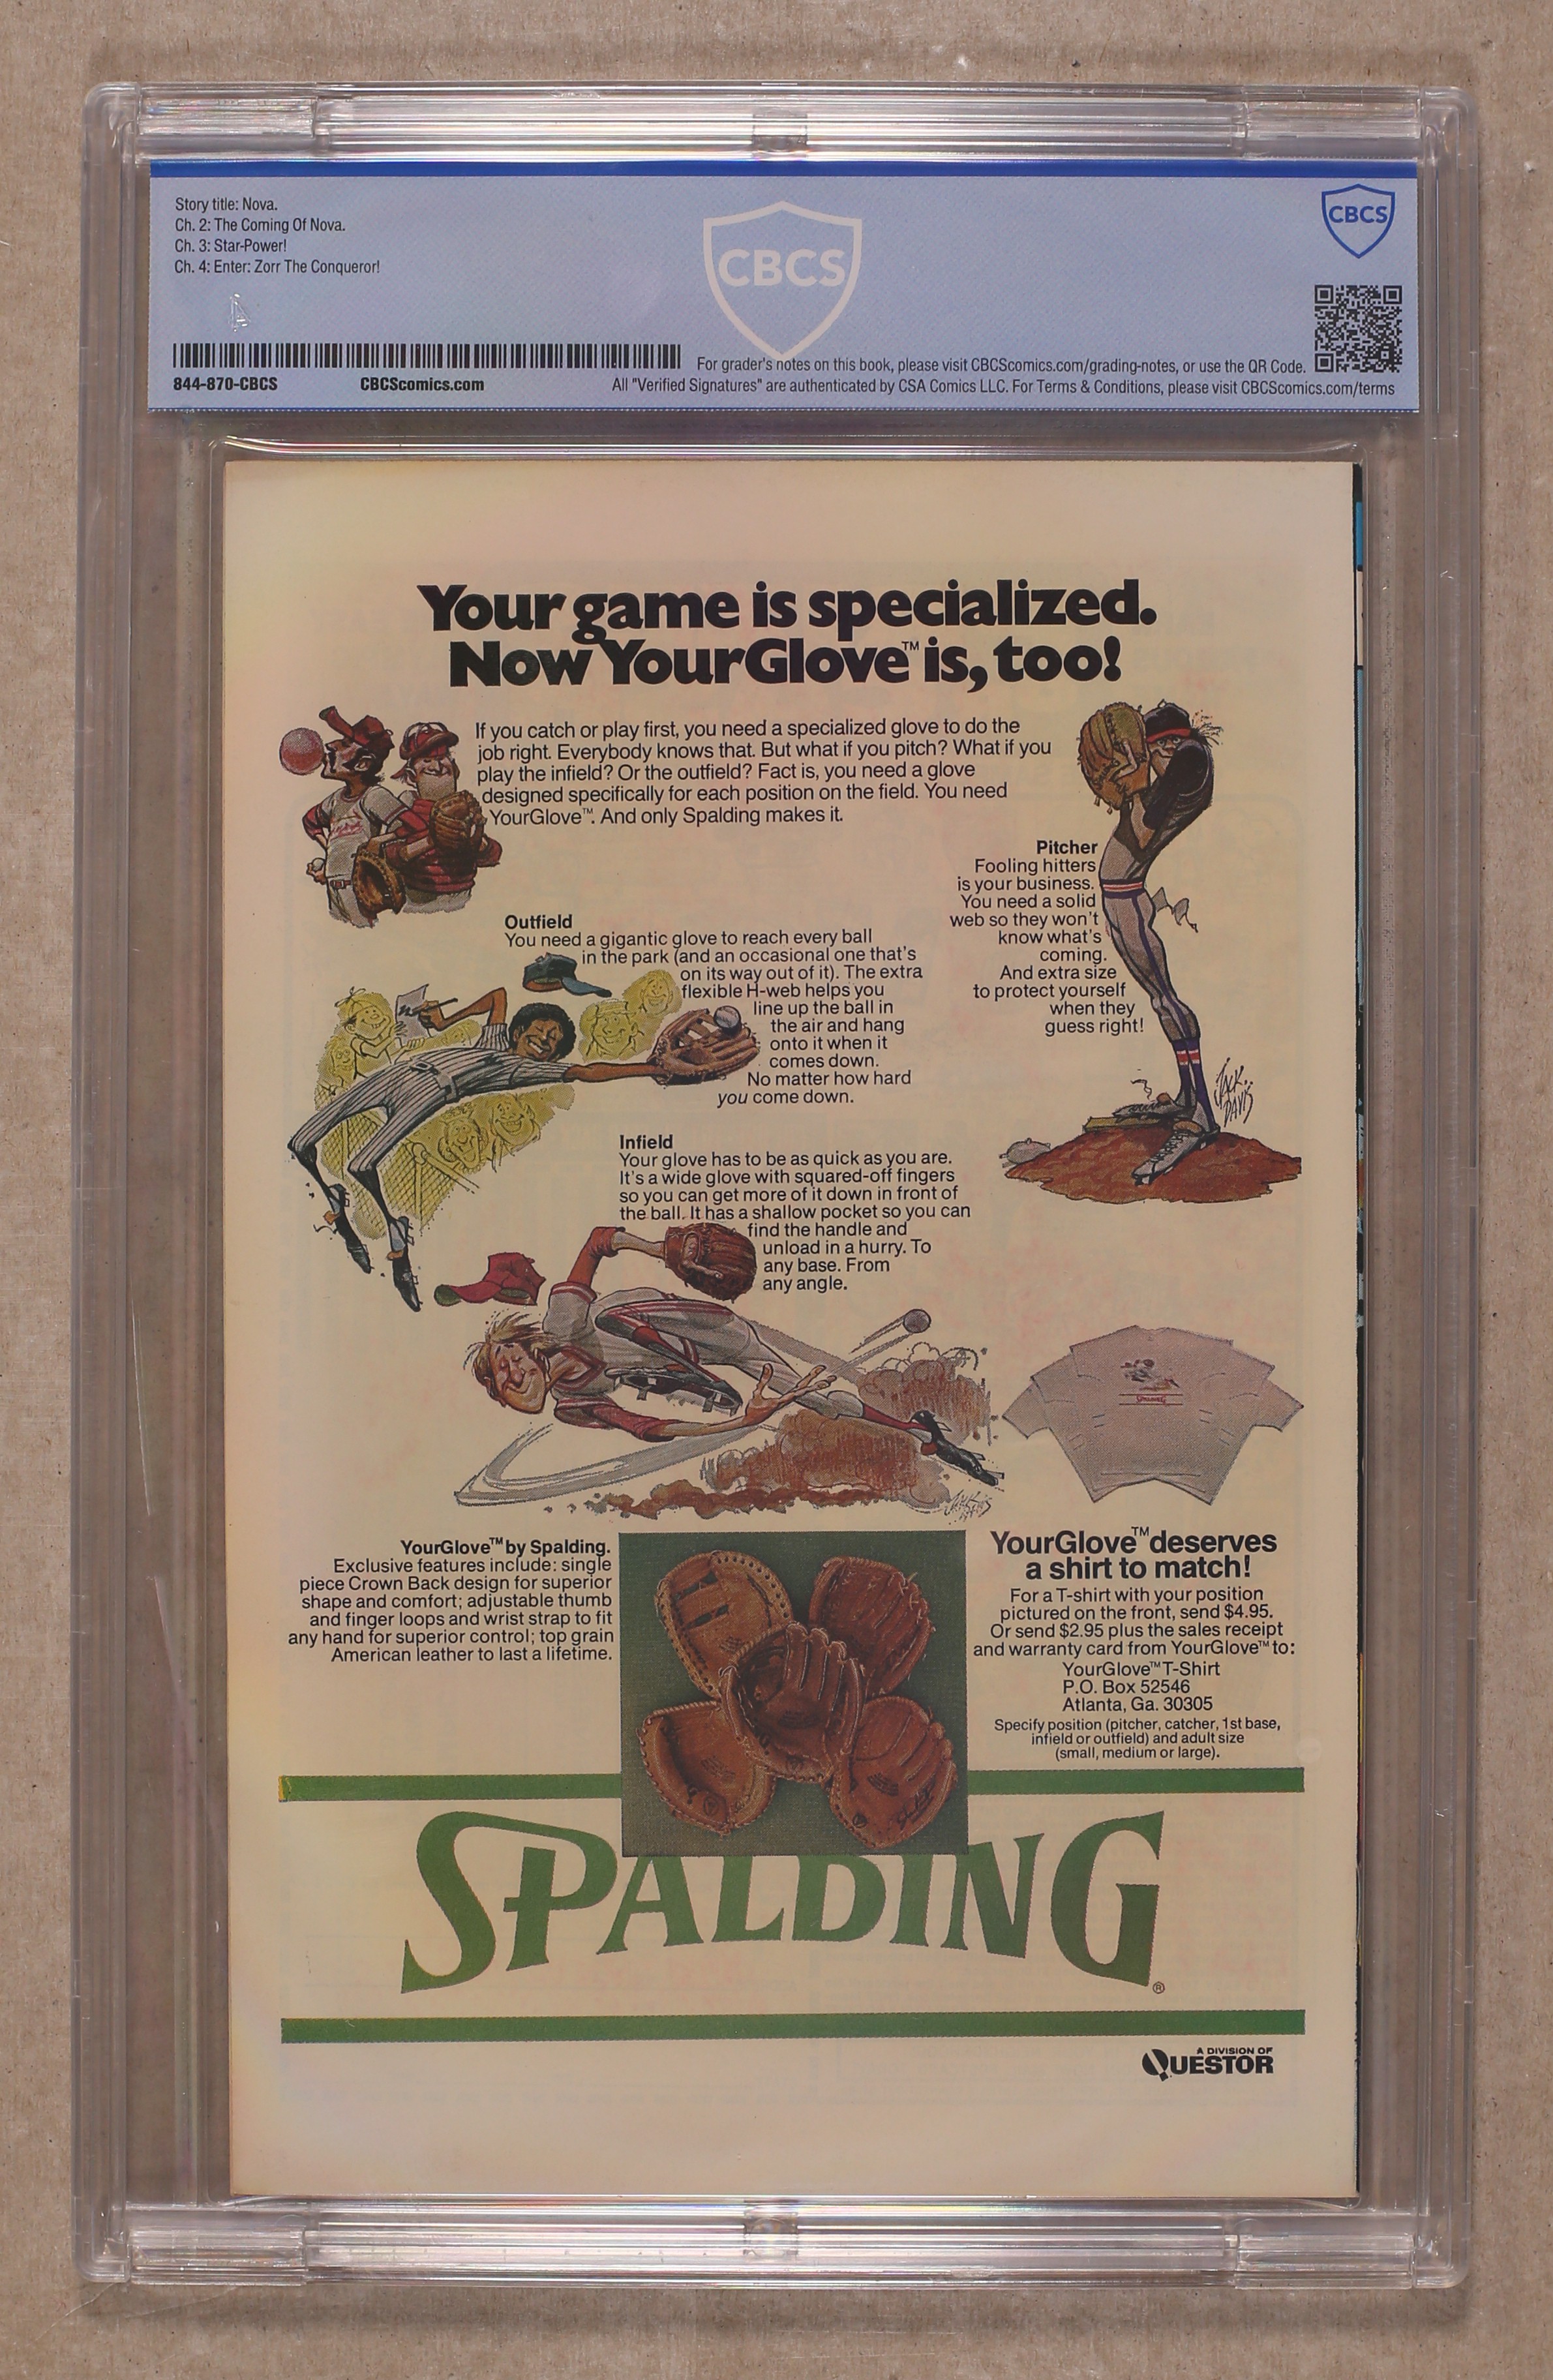 Story title: Nova.
Ch. 2: The Coming Of Nova.
Ch. 3: Star-Power!
Ch. 4: Enter: Zorr The Conqueror!
CBCS
CBCS
For grader's notes on this book, please visit CBCScomics.com/grading-notes, or use the QR Code.
844-870-CBCS CBCScomics.com All "Verified Signatures" are authenticated by CSA Comics LLC. For Terms & Conditions, please visit CBCScomics.com/terms
Your game is specialized.
Now YourGlove™ is, too!
If you catch or play first, you need a specialized glove to do the
job right. Everybody knows that. But what if you pitch? What if you
play the infield? Or the outfield? Fact is, you need a glove
designed specifically for each position on the field. You need
YourGlove™. And only Spalding makes it.
Pitcher
Fooling hitters
is your business.
You need a solid
web so they won't
know what's
coming.
And extra size
to protect yourself
when they
guess right!
JACK DAVIS
Outfield
You need a gigantic glove to reach every ball
in the park (and an occasional one that's
on its way out of it). The extra
flexible H-web helps you
line up the ball in
the air and hang
onto it when it
comes down.
No matter how hard
you come down.
Infield
Your glove has to be as quick as you are.
It's a wide glove with squared-off fingers
so you can get more of it down in front of
the ball. It has a shallow pocket so you can
find the handle and
unload in a hurry. To
any base. From
any angle.
SPALDING
YourGlove™ by Spalding.
Exclusive features include: single
piece Crown Back design for superior
shape and comfort; adjustable thumb
and finger loops and wrist strap to fit
any hand for superior control; top grain
American leather to last a lifetime.
YourGlove™ deserves
a shirt to match!
For a T-shirt with your position
pictured on the front, send $4.95.
Or send $2.95 plus the sales receipt
and warranty card from YourGlove™ to:
YourGlove™ T-Shirt
P.O. Box 52546
Atlanta, Ga. 30305
Specify position (pitcher, catcher, 1st base,
infield or outfield) and adult size
(small, medium or large).
SPALDING®
A DIVISION OF
QUESTOR